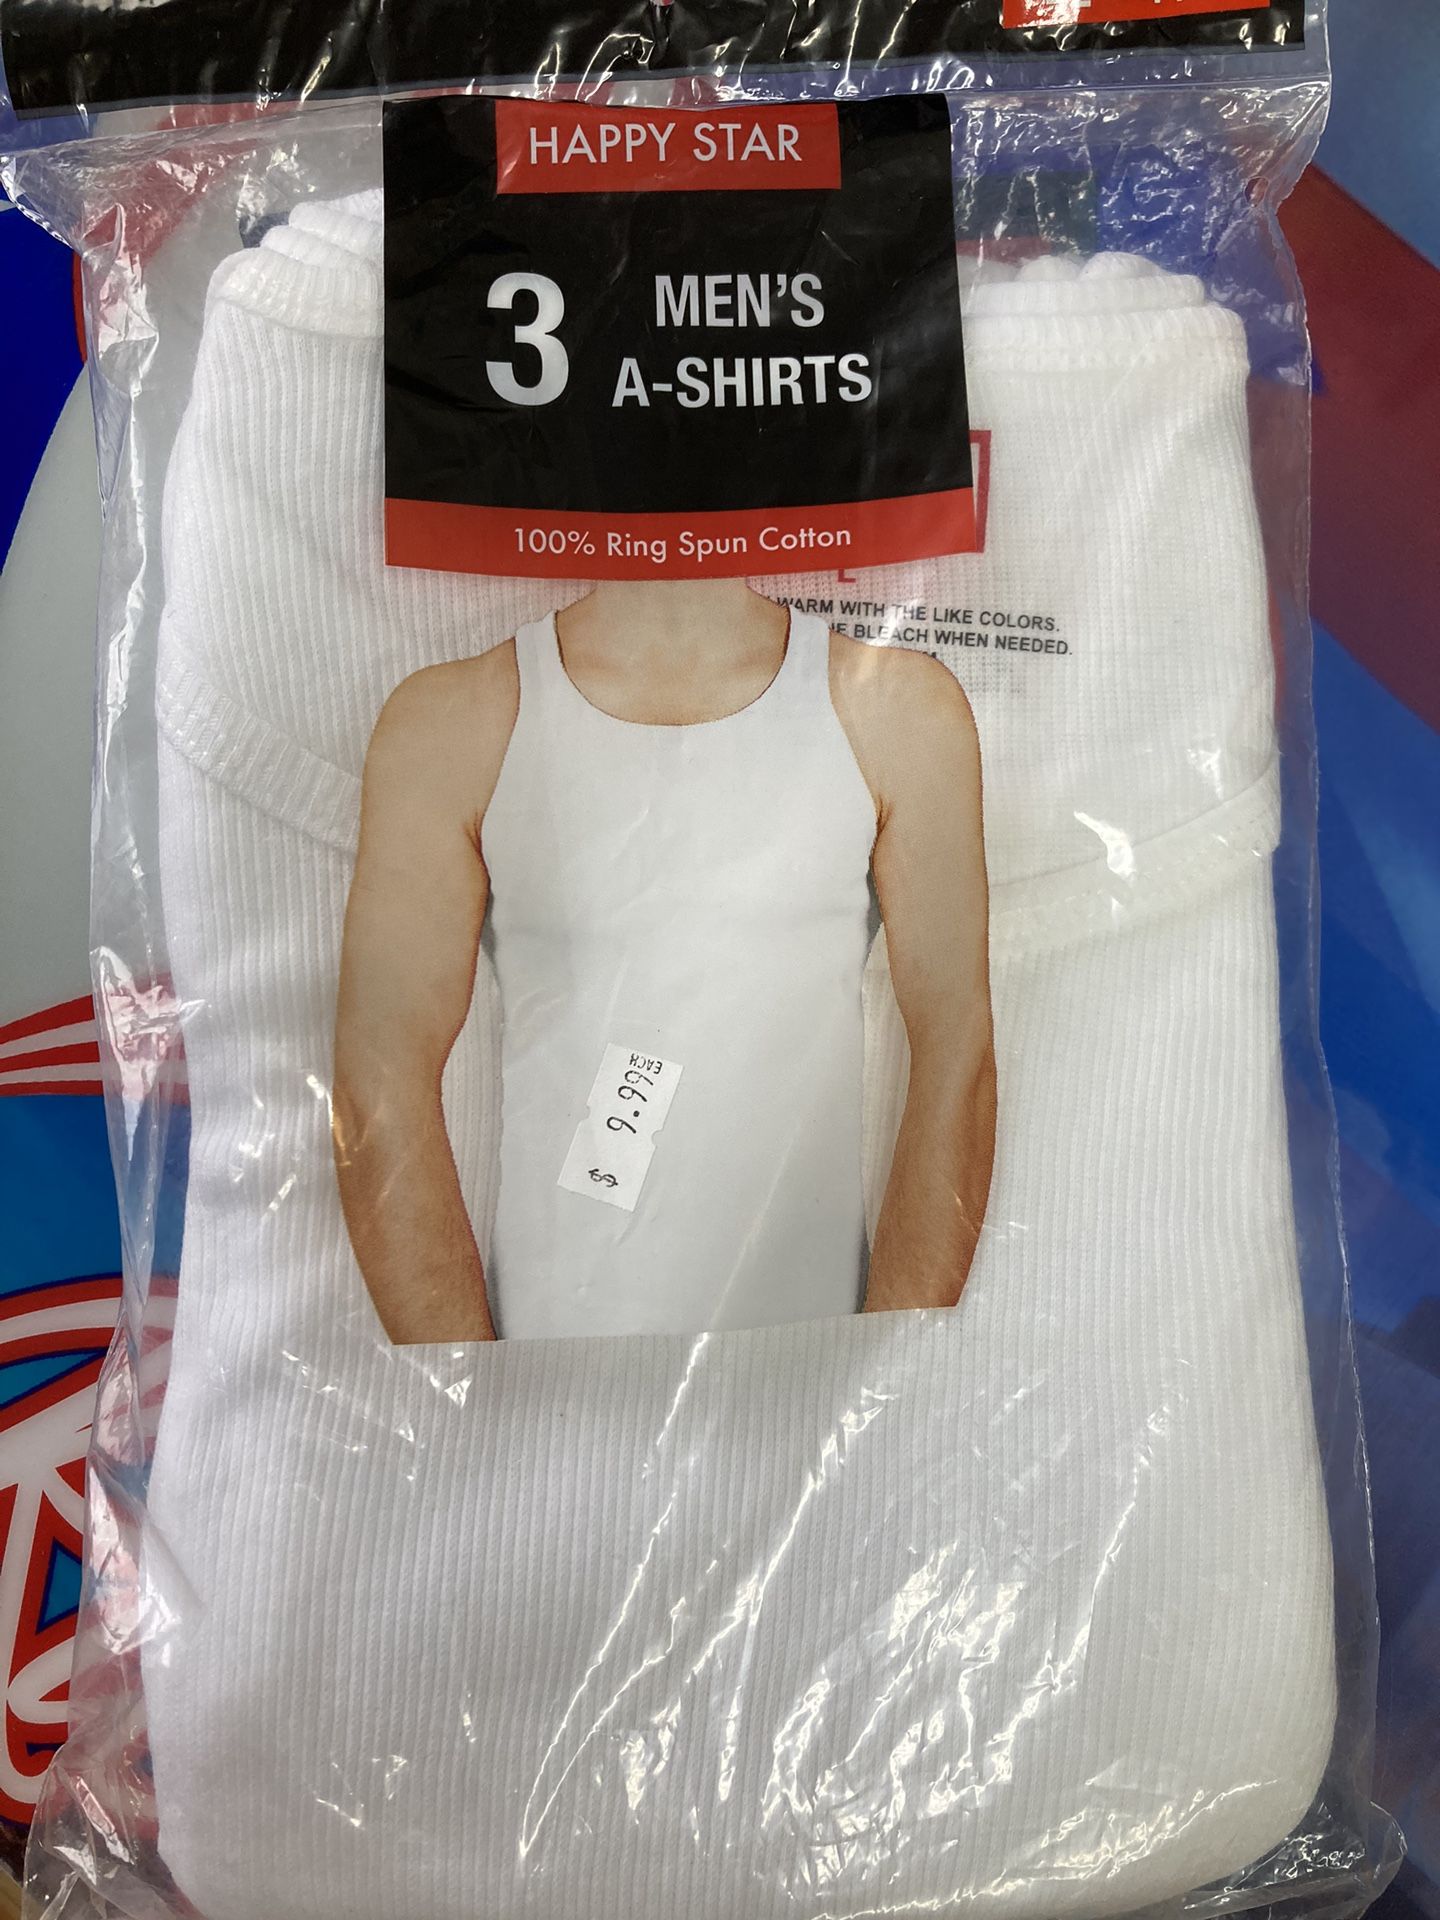 HAPPY STAR
3 MEN'S
A-SHIRTS
100% Ring Spun Cotton
L
WARM WITH THE LIKE COLORS.
BLEACH WHEN NEEDED.
$ 9.99
EACH